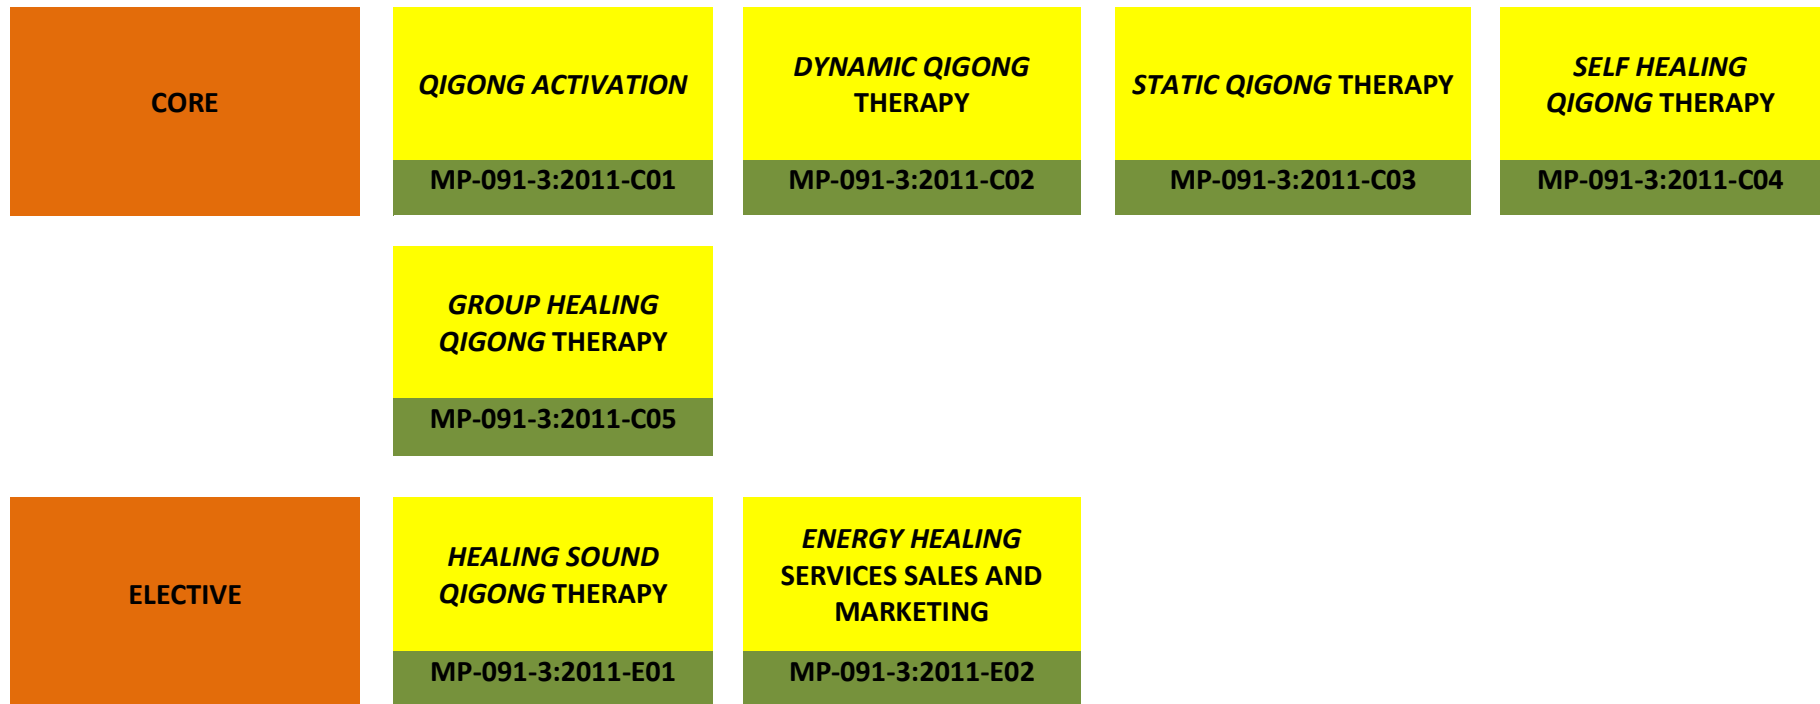 CORE
QIGONG ACTIVATION
MP-091-3:2011-C01
DYNAMIC QIGONG
THERAPY
MP-091-3:2011-C02
STATIC QIGONG THERAPY
MP-091-3:2011-C03
SELF HEALING
QIGONG THERAPY
MP-091-3:2011-C04
GROUP HEALING
QIGONG THERAPY
MP-091-3:2011-C05
ELECTIVE
HEALING SOUND
QIGONG THERAPY
MP-091-3:2011-E01
ENERGY HEALING
SERVICES SALES AND
MARKETING
MP-091-3:2011-E02